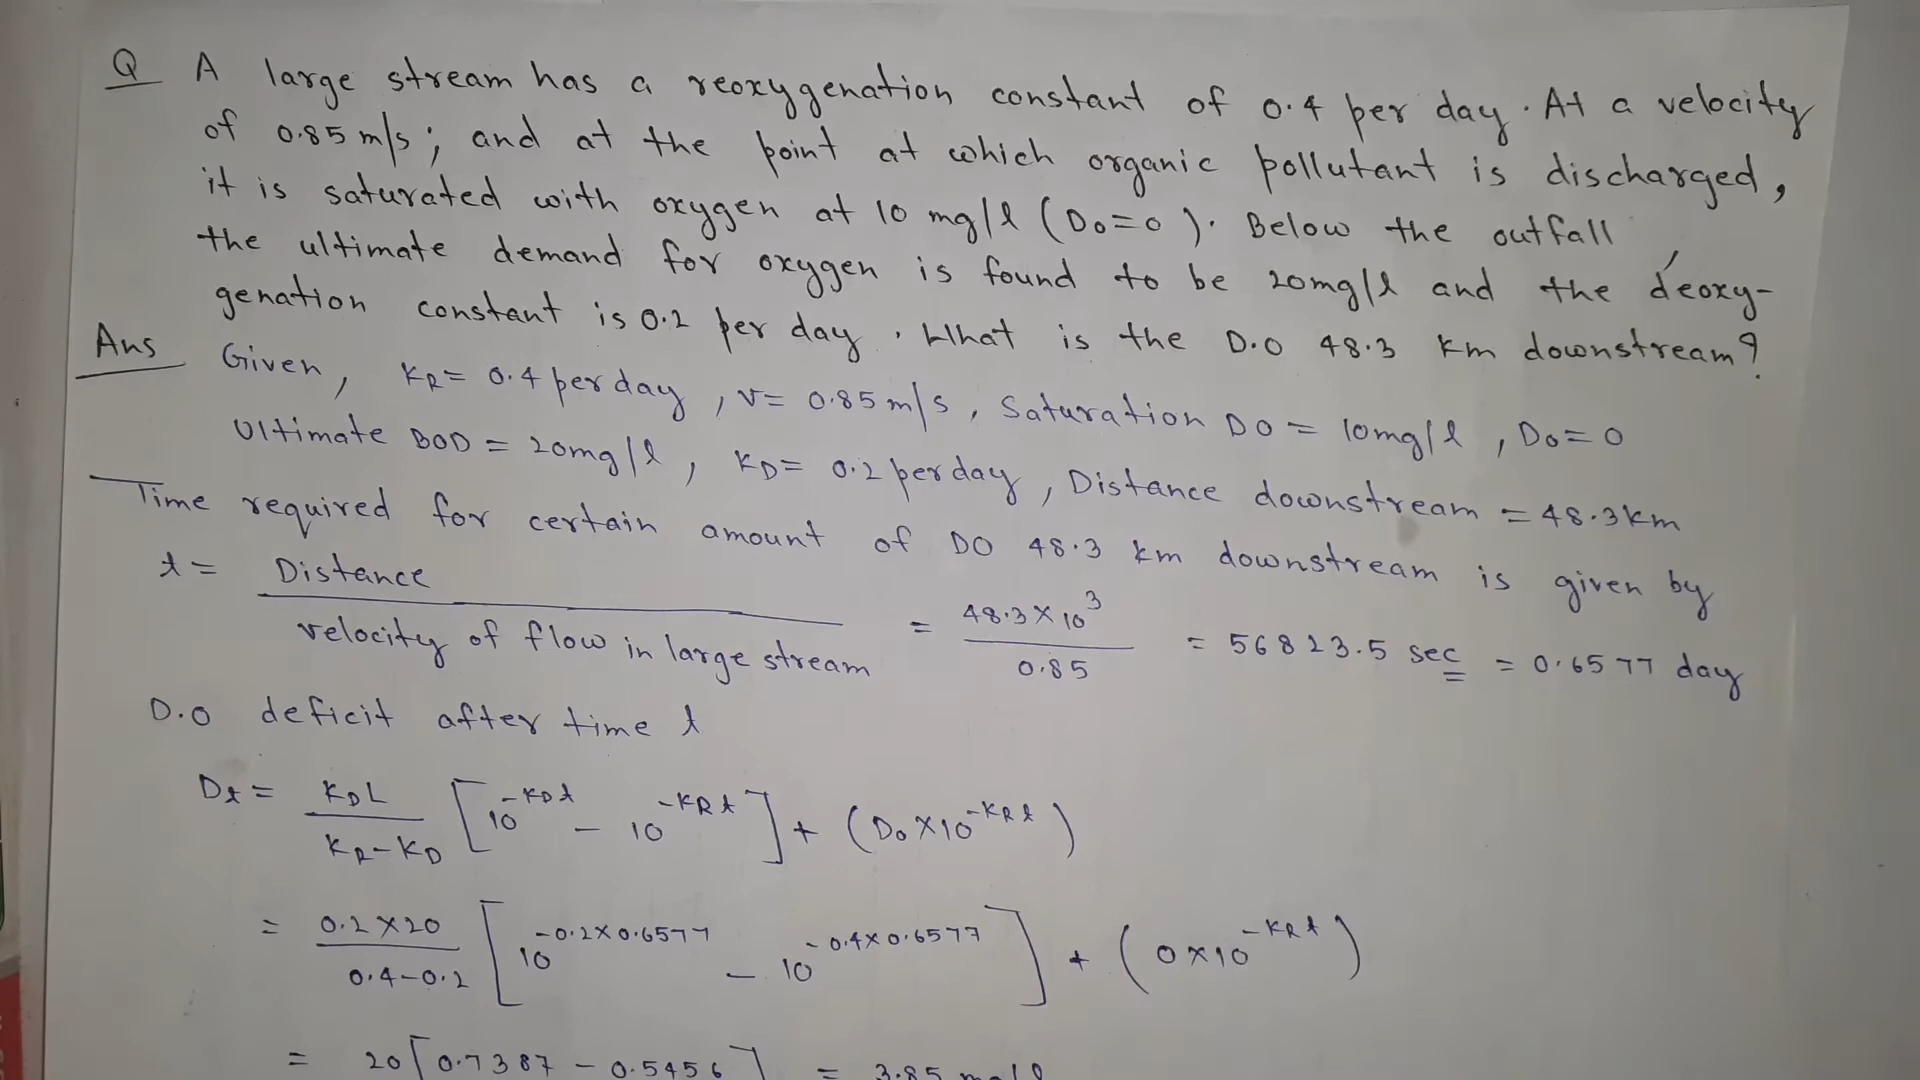 Q A large stream has a reoxygenation constant of 0.4 per day. At a velocity
of 0.85 m/s; and at the point at which organic pollutant is discharged,
it is saturated with oxygen at 10 mg/l (Do=0). Below the outfall
the ultimate demand for oxygen is found to be 20mg/l and the deoxy-
genation constant is 0.2 per day. What is the D.O 48.3 km downstream?
Ans Given, KR= 0.4 per day, v= 0.85 m/s, Saturation DO = 10mg/l, Do=0
Ultimate BOD = 20mg/l, KD= 0.2 per day, Distance downstream = 48.3km
Time required for certain amount of DO 48.3 km downstream is given by
t = Distance / velocity of flow in large stream = 48.3×10^3 / 0.85 = 56823.5 sec = 0.6577 day
D.O deficit after time t
Dt = KDL / KR-KD [10^-KDt - 10^-KRt] + (Do×10^-KRt)
= 0.2×20 / 0.4-0.2 [10^-0.2×0.6577 - 10^-0.4×0.6577] + (0×10^-KRt)
= 20[0.7387 - 0.5456] = 3.85 mg/l